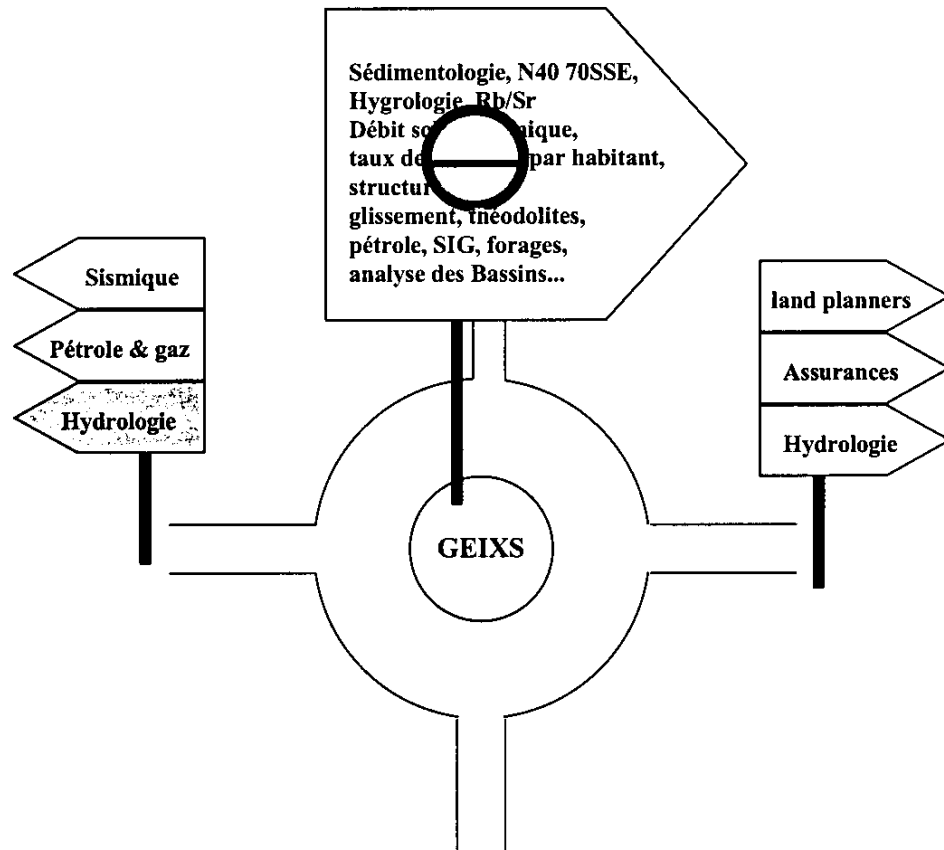 Sédimentologie, N40 70SSE,
Hygrologie, Rb/Sr
Débit
taux de par habitant,
glissement, théodolites,
pétrole, SIG, forages,
analyse des Bassins...
Sismique
Pétrole & gaz
Hydrologie
land planners
Assurances
Hydrologie
GEIXS